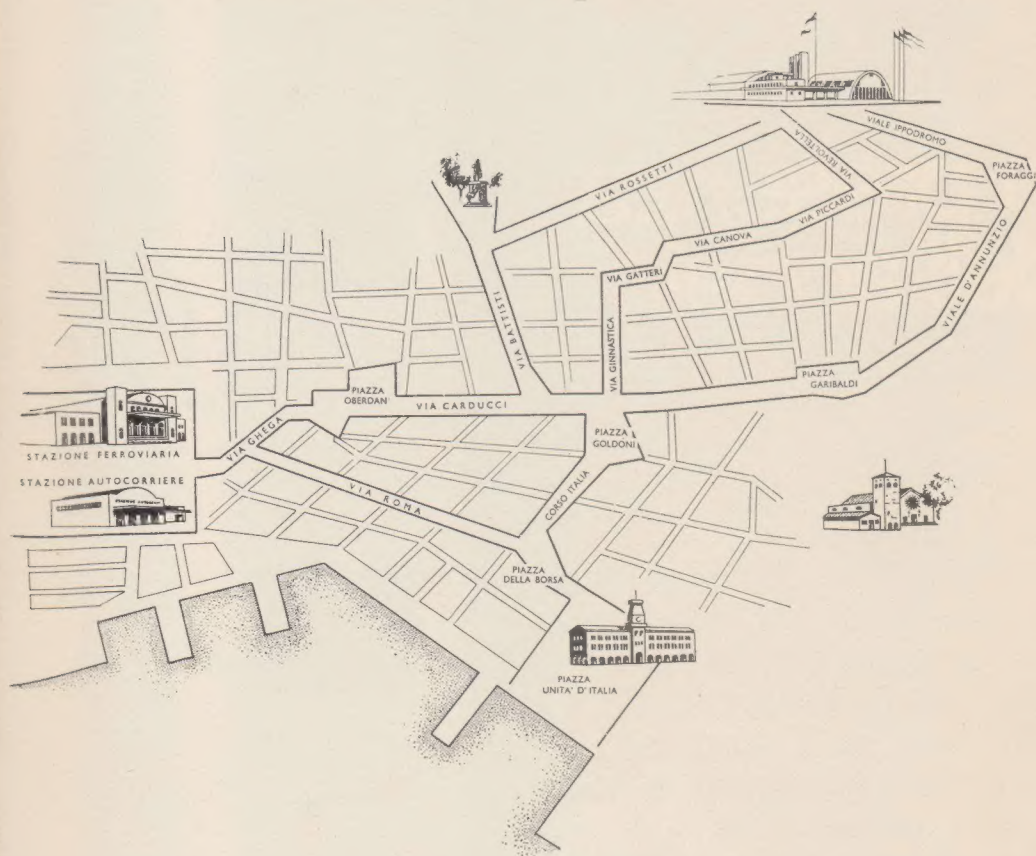 VIALE IPPODROMO
VIA REVOLTELLA
PIAZZA
FORAGGI
VIA ROSSETTI
VIA PICCARDI
VIA CANOVA
VIA GATTERI
VIALE D'ANNUNZIO
VIA BATTISTI
VIA GINNASTICA
PIAZZA
GARIBALDI
PIAZZA
OBERDAN
VIA CARDUCCI
PIAZZA
GOLDONI
VIA GHEGA
STAZIONE FERROVIARIA
STAZIONE AUTOCORRIERE
VIA ROMA
CORSO ITALIA
PIAZZA
DELLA BORSA
PIAZZA
UNITA' D'ITALIA